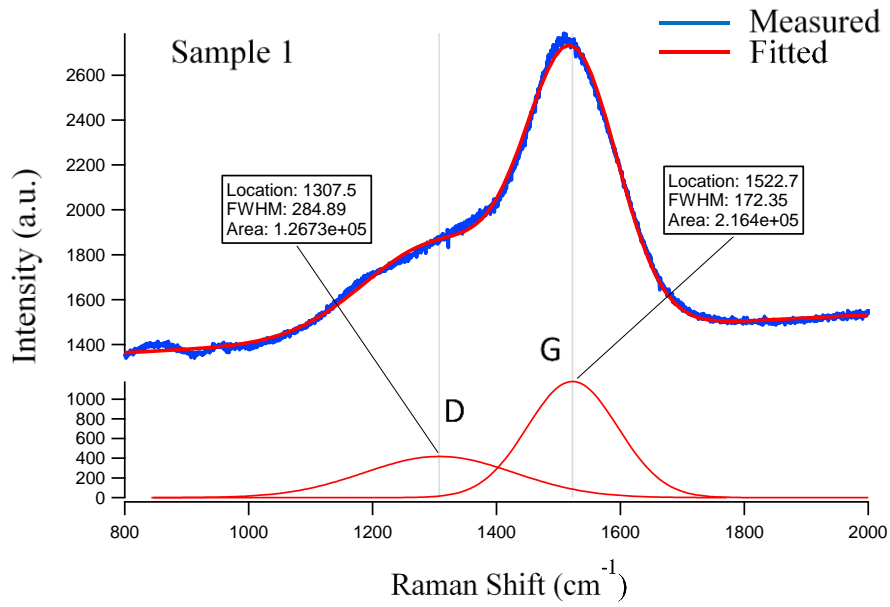 Sample 1
Measured
Fitted
Intensity (a.u.)
2600
2400
2200
2000
1800
1600
1400
Location: 1307.5
FWHM: 284.89
Area: 1.2673e+05
Location: 1522.7
FWHM: 172.35
Area: 2.164e+05
G
D
1000
800
600
400
200
0
800 1000 1200 1400 1600 1800 2000
Raman Shift (cm-1)